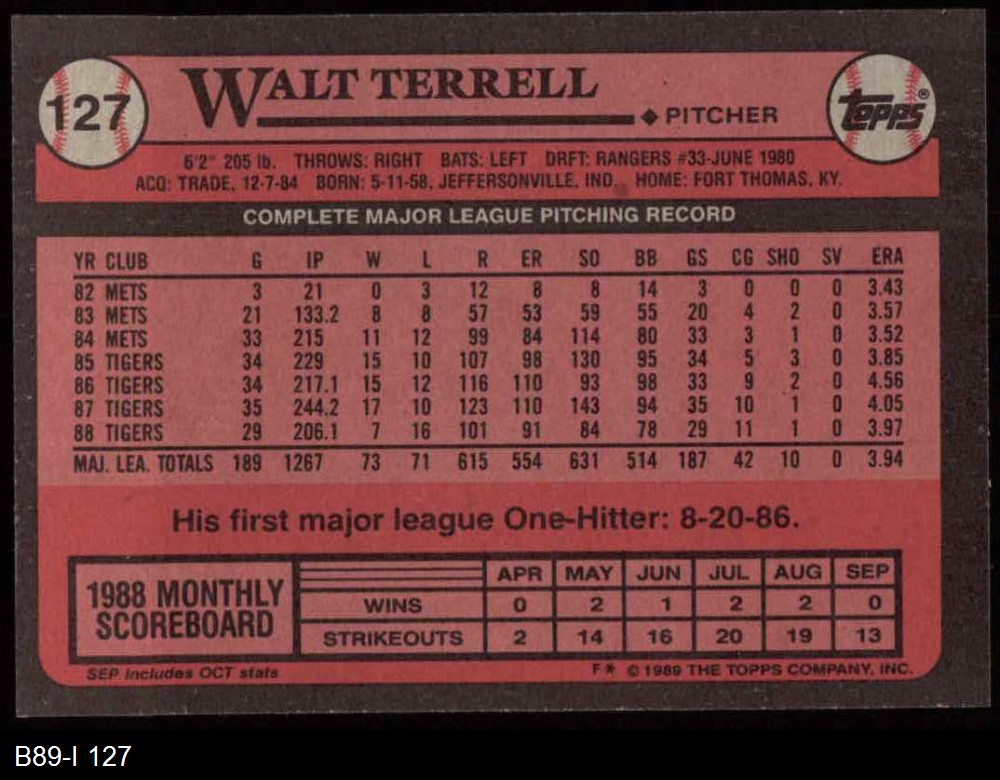 127
WALT TERRELL
◆ PITCHER
TOPPS®
6'2" 205 lb. THROWS: RIGHT BATS: LEFT DRFT: RANGERS #33-JUNE 1980
ACQ: TRADE, 12-7-84 BORN: 5-11-58, JEFFERSONVILLE, IND. HOME: FORT THOMAS, KY.
COMPLETE MAJOR LEAGUE PITCHING RECORD
YR CLUB G IP W L R ER SO BB GS CG SHO SV ERA
82 METS 3 21 0 3 12 8 8 14 3 0 0 0 3.43
83 METS 21 133.2 8 8 57 53 59 55 20 4 2 0 3.57
84 METS 33 215 11 12 99 84 114 80 33 3 1 0 3.52
85 TIGERS 34 229 15 10 107 98 130 95 34 5 3 0 3.85
86 TIGERS 34 217.1 15 12 116 110 93 98 33 9 2 0 4.56
87 TIGERS 35 244.2 17 10 123 110 143 94 35 10 1 0 4.05
88 TIGERS 29 206.1 7 16 101 91 84 78 29 11 1 0 3.97
MAJ. LEA. TOTALS 189 1267 73 71 615 554 631 514 187 42 10 0 3.94
His first major league One-Hitter: 8-20-86.
1988 MONTHLY
SCOREBOARD
APR MAY JUN JUL AUG SEP
WINS 0 2 1 2 2 0
STRIKEOUTS 2 14 16 20 19 13
SEP Includes OCT stats
F* © 1989 THE TOPPS COMPANY, INC.
B89-I 127